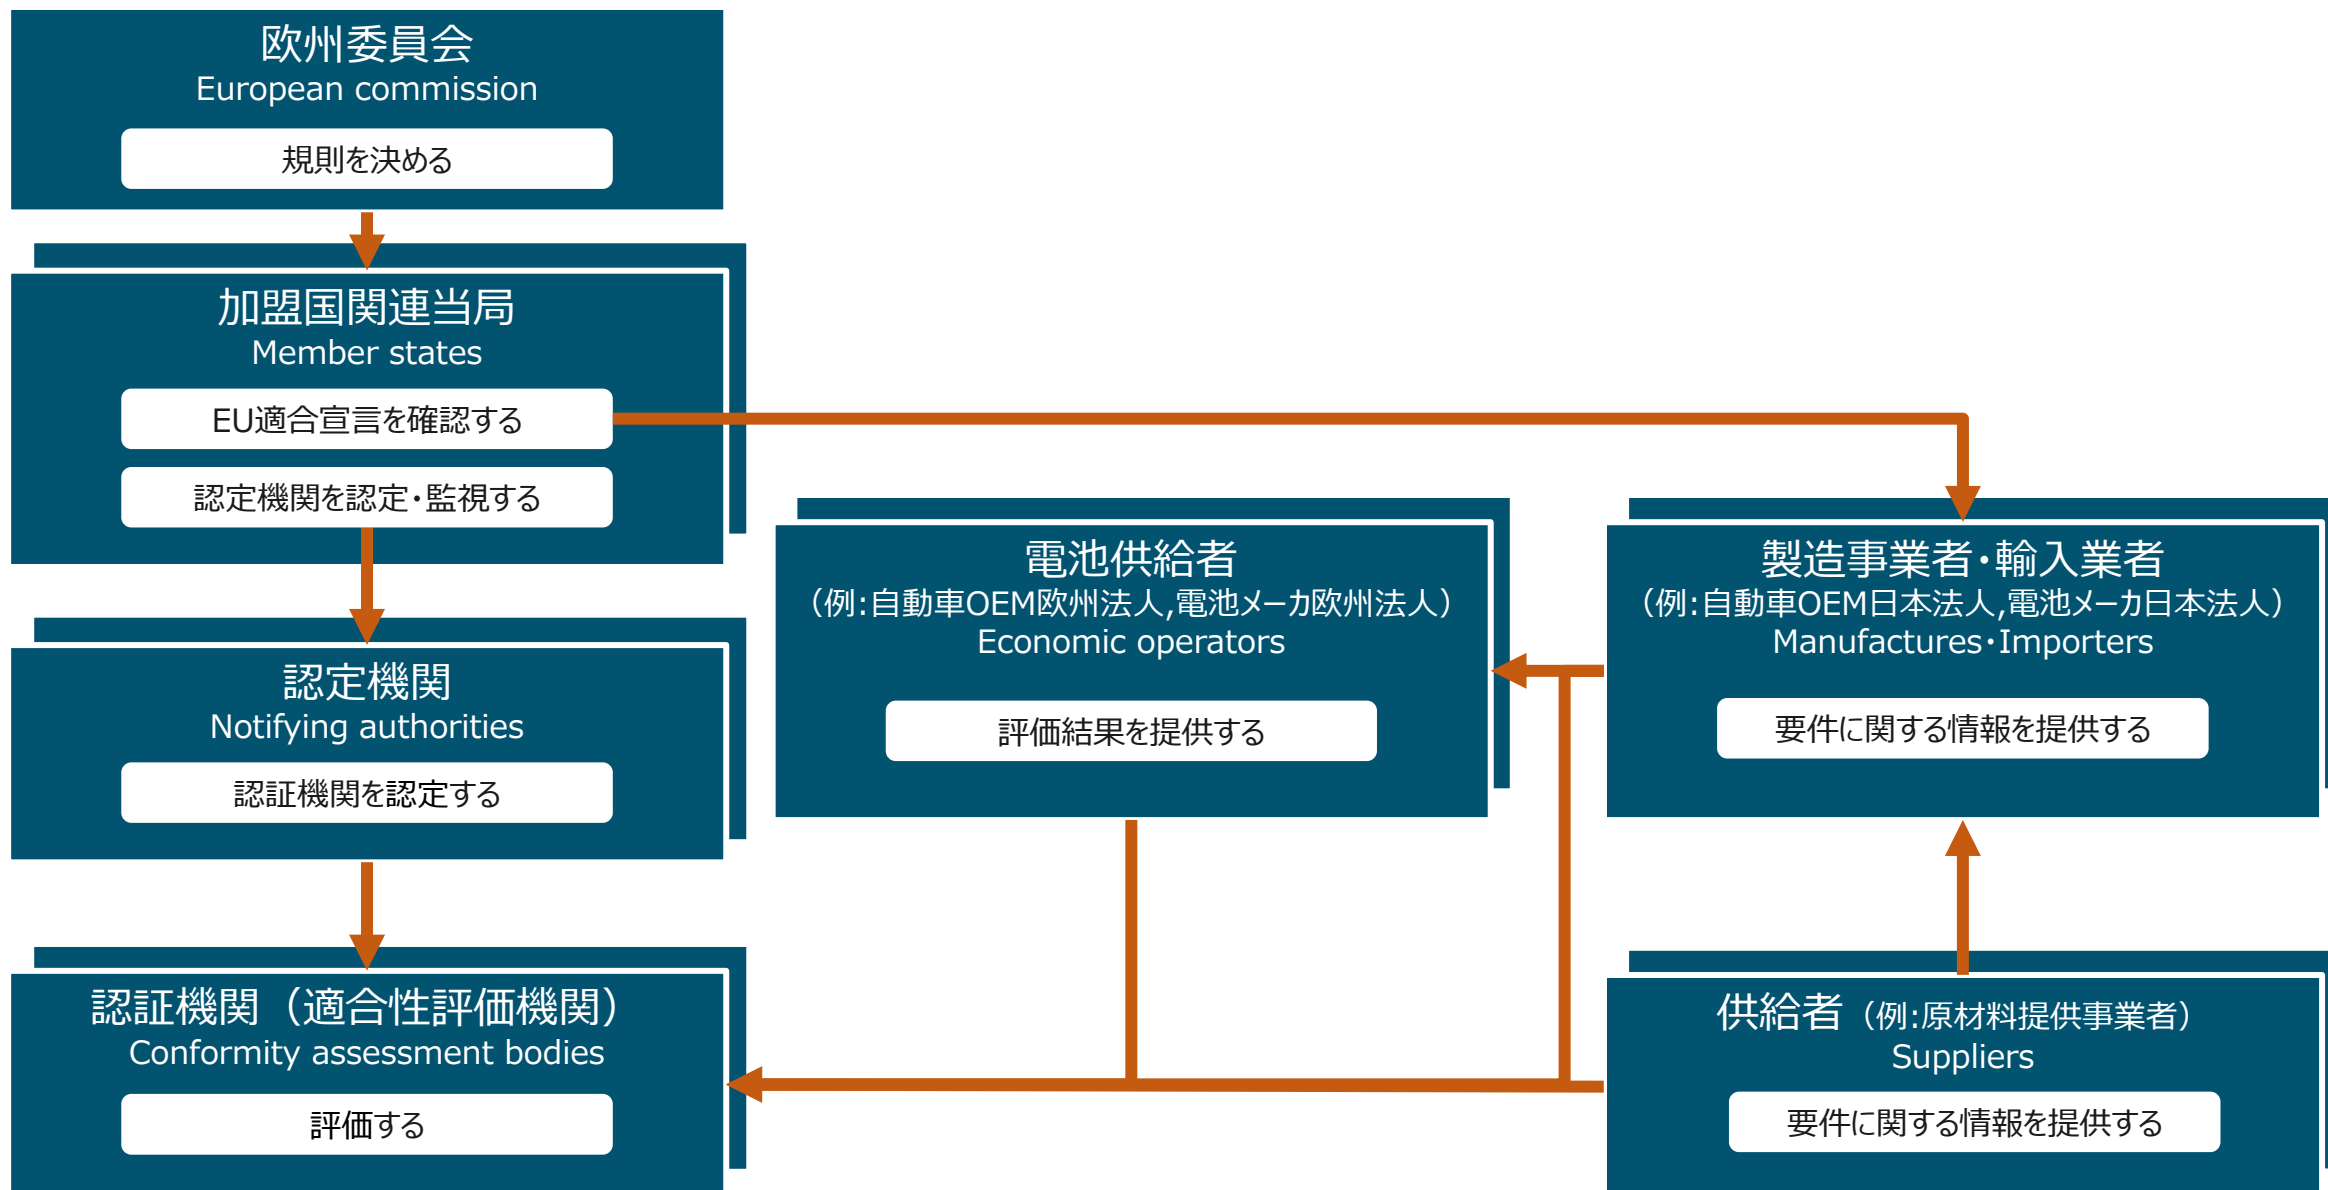 欧州委員会
European commission
規則を決める
加盟国関連当局
Member states
EU適合宣言を確認する
認定機関を認定・監視する
認定機関
Notifying authorities
認証機関を認定する
認証機関（適合性評価機関）
Conformity assessment bodies
評価する
電池供給者
（例:自動車OEM欧州法人,電池メーカ欧州法人）
Economic operators
評価結果を提供する
製造事業者・輸入業者
（例:自動車OEM日本法人,電池メーカ日本法人）
Manufactures・Importers
要件に関する情報を提供する
供給者（例:原材料提供事業者）
Suppliers
要件に関する情報を提供する